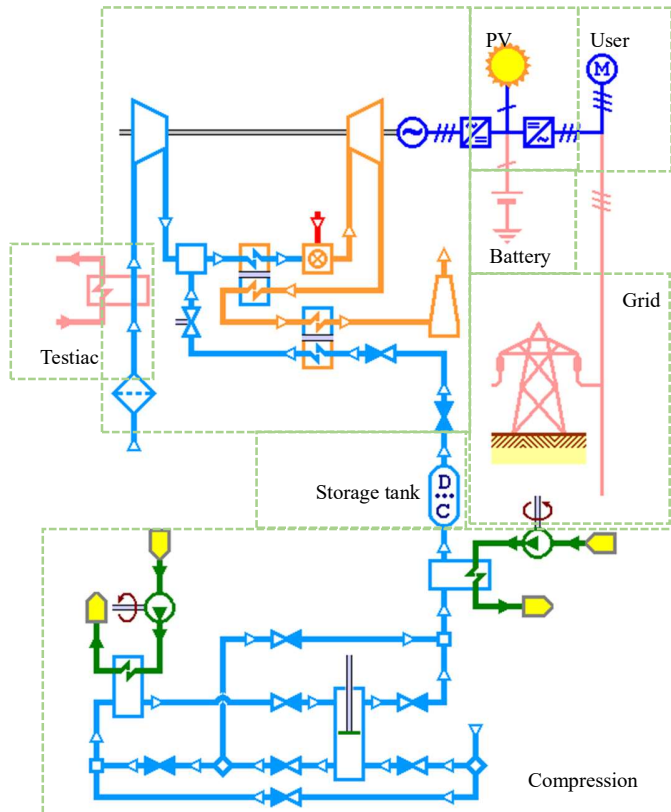 PV
User
M
Battery
Grid
Testiac
Storage tank
D
C
Compression